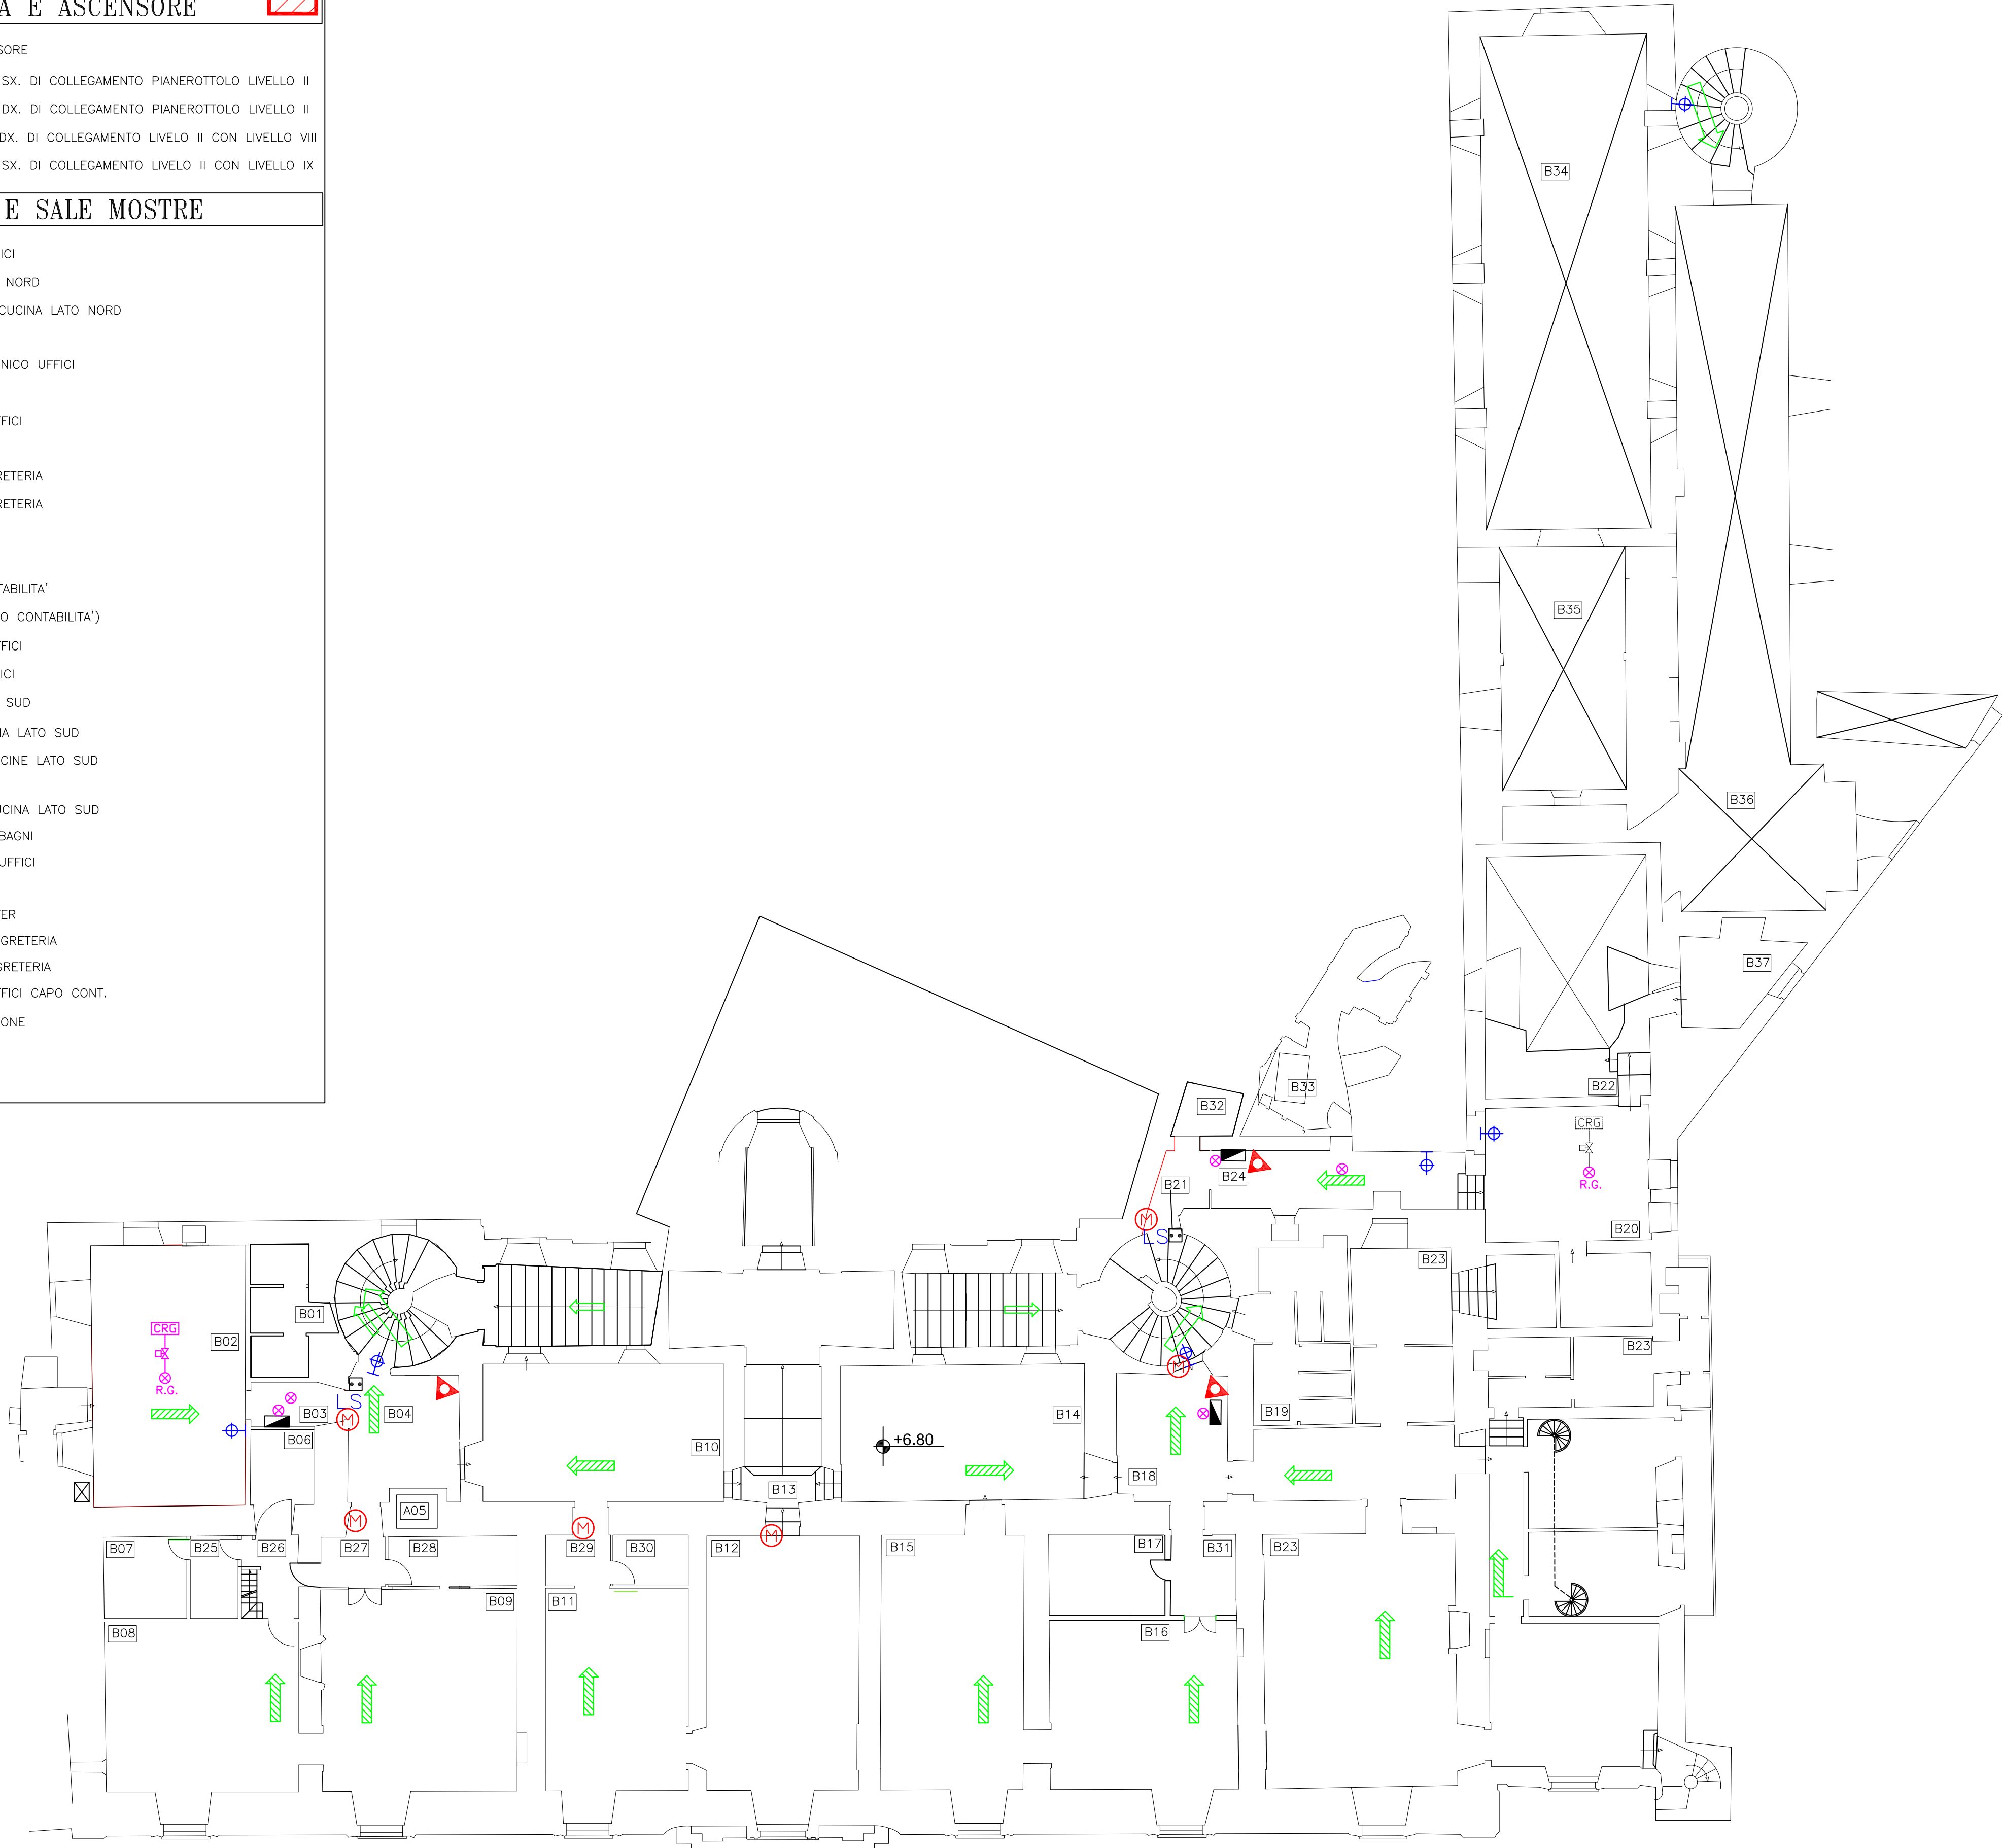 A E ASCENSORE
SORE
SX. DI COLLEGAMENTO PIANEROTTOLO LIVELLO II
DX. DI COLLEGAMENTO PIANEROTTOLO LIVELLO II
DX. DI COLLEGAMENTO LIVELO II CON LIVELLO VIII
SX. DI COLLEGAMENTO LIVELO II CON LIVELLO IX
E SALE MOSTRE
ICI
NORD
CUCINA LATO NORD
NICO UFFICI
FICI
RETERIA
RETERIA
TABILITA'
O CONTABILITA')
FICI
ICI
SUD
IA LATO SUD
CINE LATO SUD
UCINA LATO SUD
BAGNI
UFFICI
TER
GRETERIA
GRETERIA
FICI CAPO CONT.
ONE
B34
B35
B36
B37
B33
B32
B22
CRG
R.G.
B24
B21
M
LS
B20
B23
B01
B02
CRG
R.G.
B23
M
LS
B03
B04
M
B14
B19
B06
B10
+6.80
B18
B13
A05
M
M
M
B07
B25
B26
B27
B28
B29
B30
B12
B15
B17
B31
B23
B09
B11
B08
B16